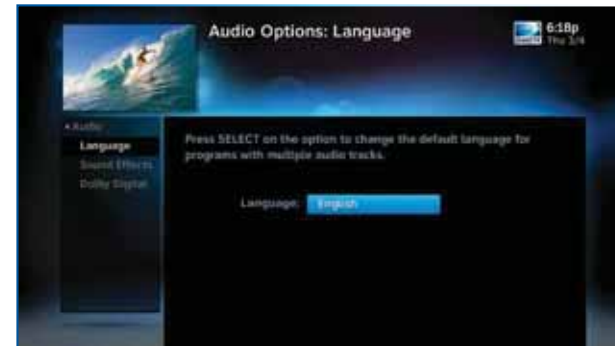 Audio Options: Language
6:18p
Thu 3/4
Audio
Language
Sound Effects
Dolby Digital
Press SELECT on the option to change the default language for
programs with multiple audio tracks.
Language: English